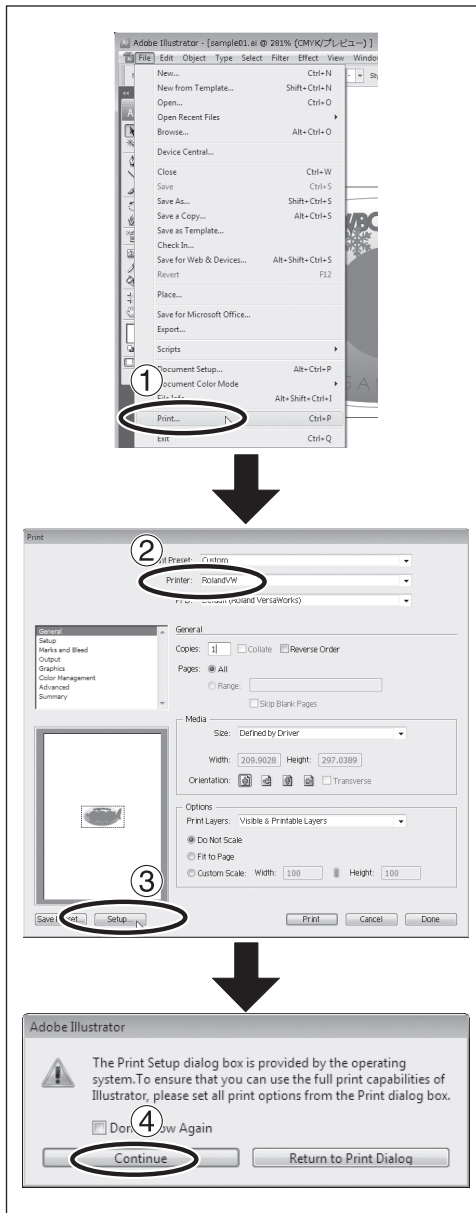 Adobe Illustrator - [sample01.ai @ 281% (CMYK/プレビュー) ]
File Edit Object Type Select Filter Effect View Window
New... Ctrl+N
New from Template... Shift+Ctrl+N
Open... Ctrl+O
Open Recent Files
Browse... Alt+Ctrl+O
Device Central...
Close Ctrl+W
Save Ctrl+S
Save As... Shift+Ctrl+S
Save a Copy... Alt+Ctrl+S
Save as Template...
Check In...
Save for Web & Devices... Alt+Shift+Ctrl+S
Revert F12
Place...
Save for Microsoft Office...
Export...
Scripts
Document Setup... Alt+Ctrl+P
1
Document Color Mode
File Info... Alt+Shift+Ctrl+I
Print... Ctrl+P
Exit Ctrl+Q
Print
2
Preset: Custom
Printer: RolandVW
PPD: Default (Roland VersaWorks)
General
Setup
Marks and Bleed
Output
Graphics
Color Management
Advanced
Summary
General
Copies: 1 Collate Reverse Order
Pages: All
Range:
Skip Blank Pages
Media
Size: Defined by Driver
Width: 209.9028 Height: 297.0389
Orientation: Transverse
Options
Print Layers: Visible & Printable Layers
Do Not Scale
Fit to Page
Custom Scale: Width: 100 Height: 100
3
Save Setup... Print Cancel Done
Adobe Illustrator
The Print Setup dialog box is provided by the operating
system.To ensure that you can use the full print capabilities of
Illustrator, please set all print options from the Print dialog box.
4
Again
Continue Return to Print Dialog